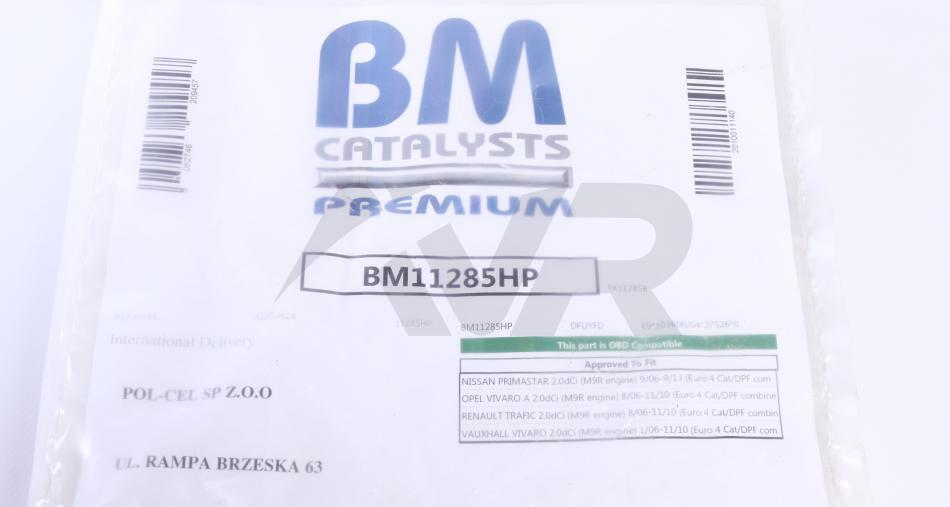 BM
CATALYSTS
PREMIUM
209457
2010011140
VR
BM11285HP
FK11285B
11285HP
BM11285HP DFUYFD
This part is OBD Compatible
International Delivery
Approved To Fit
NISSAN PRIMASTAR 2.0dCi (M9R engine) 9/06-9/13 (Euro 4 Cat/DPF com
POL-CEL SP Z.O.O
OPEL VIVARO A 2.0dCi (M9R engine) 8/06-11/10 (Euro 4 Cat/DPF combine
RENAULT TRAFIC 2.0dCi (M9R engine) 8/06-11/10 (Euro 4 Cat/DPF combin
VAUXHALL VIVARO 2.0dCi (M9R engine) 1/06-11/10 (Euro 4 Cat/DPF com
UL. RAMPA BRZESKA 63